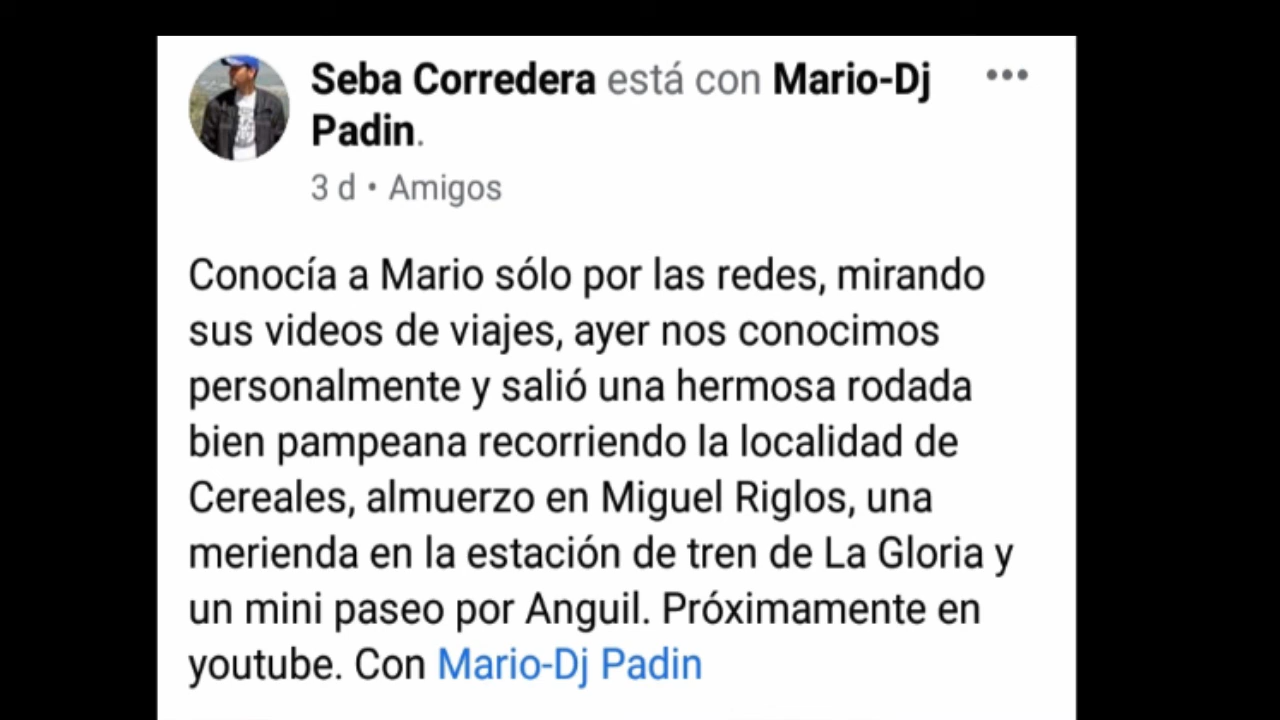 Seba Corredera está con Mario-Dj
Padin.
3 d • Amigos
Conocía a Mario sólo por las redes, mirando
sus videos de viajes, ayer nos conocimos
personalmente y salió una hermosa rodada
bien pampeana recorriendo la localidad de
Cereales, almuerzo en Miguel Riglos, una
merienda en la estación de tren de La Gloria y
un mini paseo por Anguil. Próximamente en
youtube. Con Mario-Dj Padin